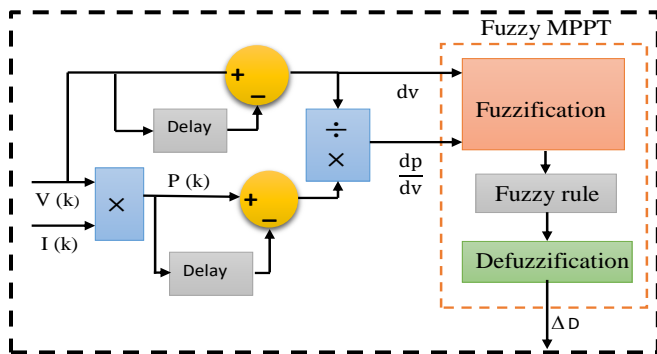 Fuzzy MPPT
+
−
dv
Fuzzification
Delay
÷
×
dp
dv
P (k)
V (k)
×
+
−
Fuzzy rule
I (k)
Delay
Defuzzification
Δ D